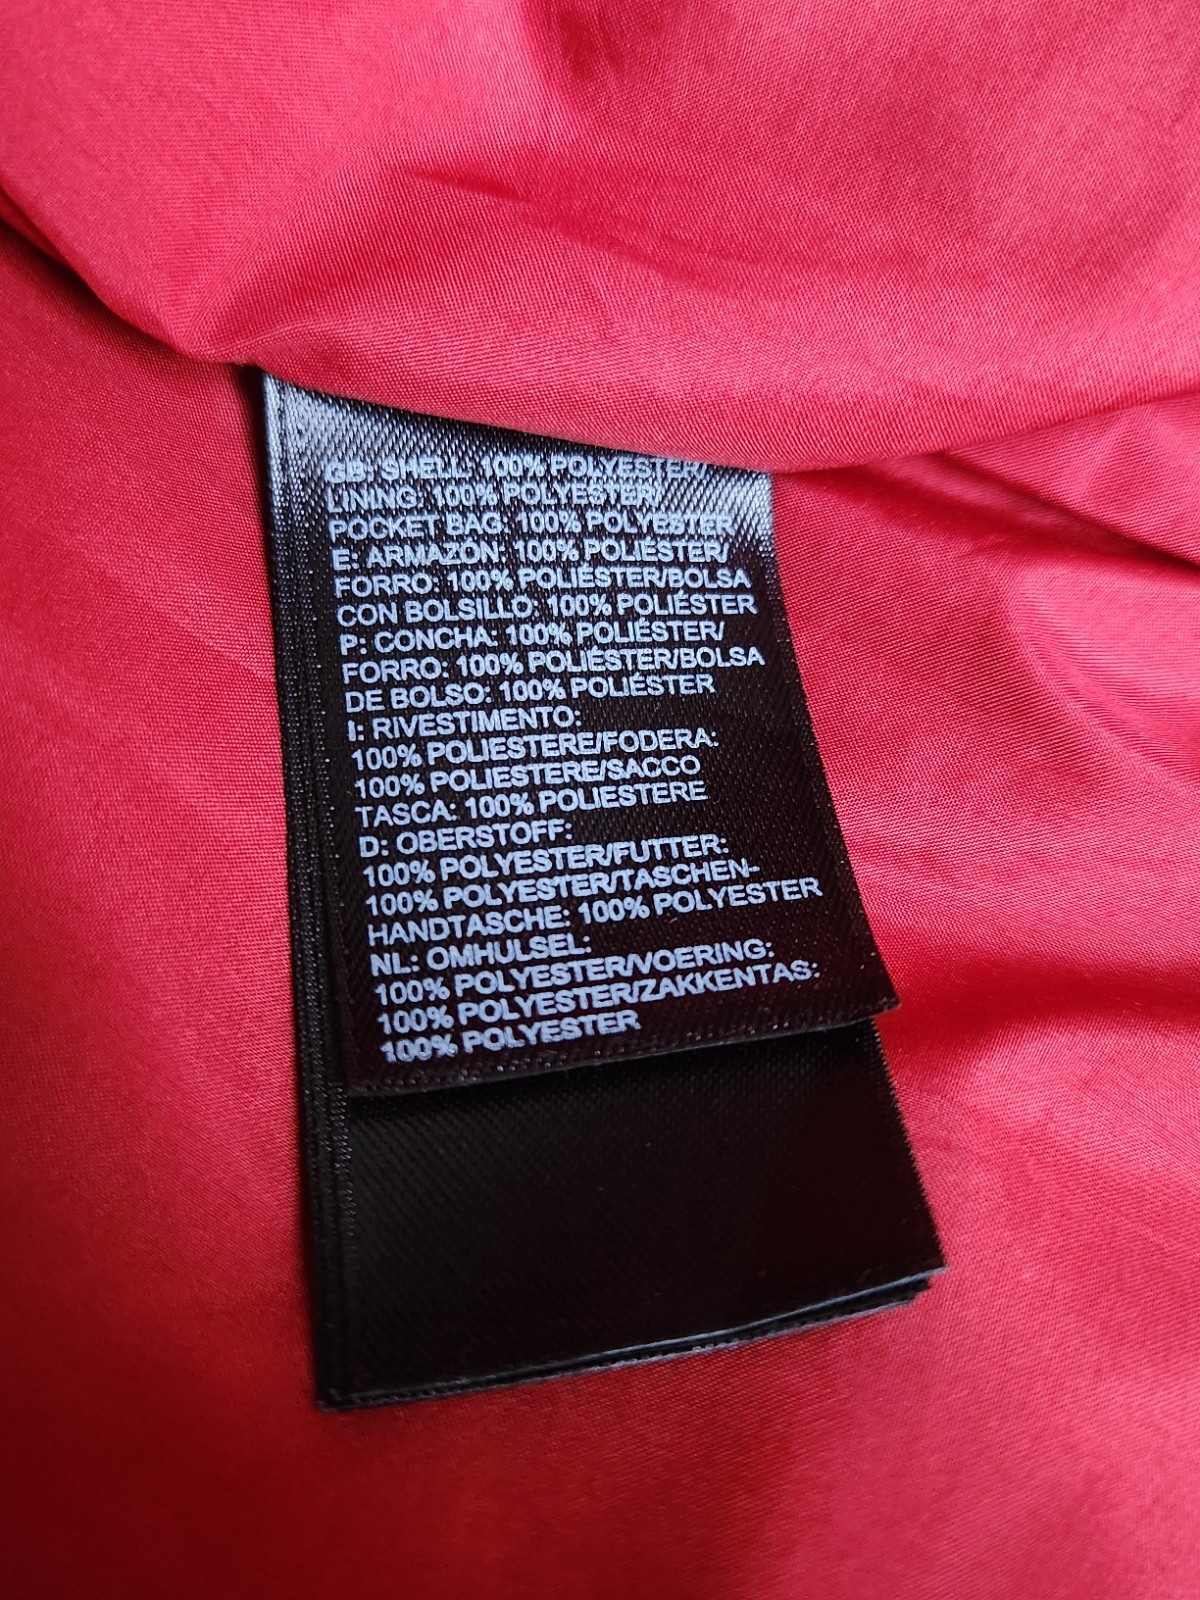 GB: SHELL: 100% POLYESTER/
LINING: 100% POLYESTER/
POCKET BAG: 100% POLYESTER
E: ARMAZÓN: 100% POLIÉSTER/
FORRO: 100% POLIÉSTER/BOLSA
CON BOLSILLO: 100% POLIÉSTER
P: CONCHA: 100% POLIÉSTER/
FORRO: 100% POLIÉSTER/BOLSA
DE BOLSO: 100% POLIÉSTER
I: RIVESTIMENTO:
100% POLIESTERE/FODERA:
100% POLIESTERE/SACCO
TASCA: 100% POLIESTERE
D: OBERSTOFF:
100% POLYESTER/FUTTER:
100% POLYESTER/TASCHEN-
HANDTASCHE: 100% POLYESTER
NL: OMHULSEL:
100% POLYESTER/VOERING:
100% POLYESTER/ZAKKENTAS:
100% POLYESTER